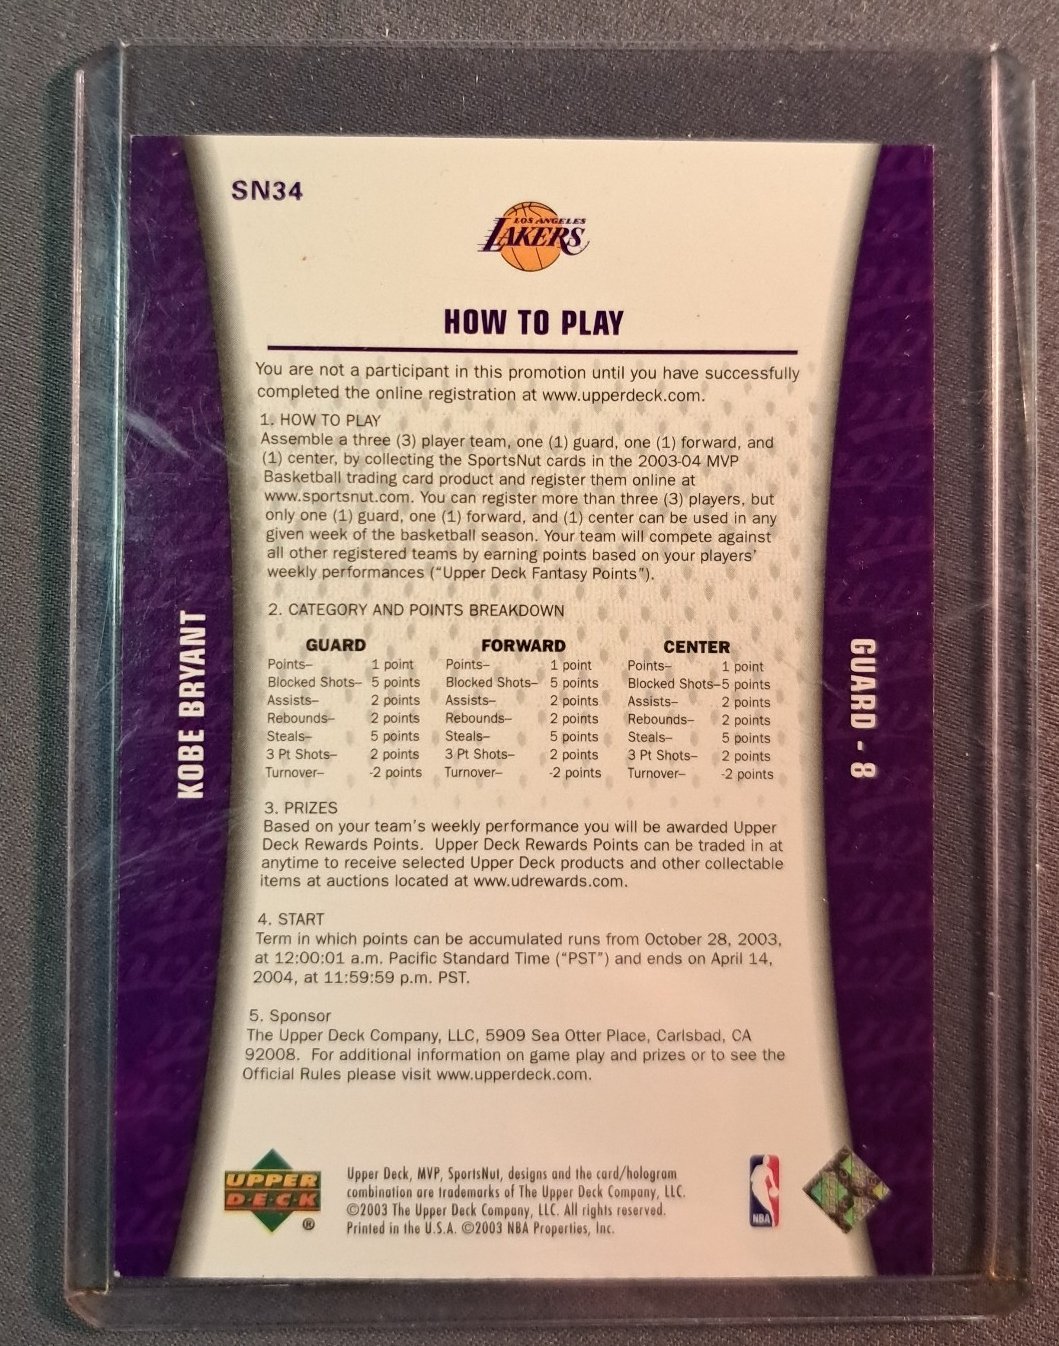 SN34
LOS ANGELES
LAKERS
HOW TO PLAY
You are not a participant in this promotion until you have successfully
completed the online registration at www.upperdeck.com.
1. HOW TO PLAY
Assemble a three (3) player team, one (1) guard, one (1) forward, and
(1) center, by collecting the SportsNut cards in the 2003-04 MVP
Basketball trading card product and register them online at
www.sportsnut.com. You can register more than three (3) players, but
only one (1) guard, one (1) forward, and (1) center can be used in any
given week of the basketball season. Your team will compete against
all other registered teams by earning points based on your players'
weekly performances ("Upper Deck Fantasy Points").
2. CATEGORY AND POINTS BREAKDOWN
GUARD FORWARD CENTER
Points– 1 point Points– 1 point Points– 1 point
Blocked Shots– 5 points Blocked Shots– 5 points Blocked Shots–5 points
Assists– 2 points Assists– 2 points Assists– 2 points
Rebounds– 2 points Rebounds– 2 points Rebounds– 2 points
Steals– 5 points Steals– 5 points Steals– 5 points
3 Pt Shots– 2 points 3 Pt Shots– 2 points 3 Pt Shots– 2 points
Turnover– -2 points Turnover– -2 points Turnover– -2 points
3. PRIZES
Based on your team's weekly performance you will be awarded Upper
Deck Rewards Points.  Upper Deck Rewards Points can be traded in at
anytime to receive selected Upper Deck products and other collectable
items at auctions located at www.udrewards.com.
4. START
Term in which points can be accumulated runs from October 28, 2003,
at 12:00:01 a.m. Pacific Standard Time ("PST") and ends on April 14,
2004, at 11:59:59 p.m. PST.
5. Sponsor
The Upper Deck Company, LLC, 5909 Sea Otter Place, Carlsbad, CA
92008.  For additional information on game play and prizes or to see the
Official Rules please visit www.upperdeck.com.
KOBE BRYANT
GUARD - 8
UPPER
D·E·C·K
®
Upper Deck, MVP, SportsNut, designs and the card/hologram
combination are trademarks of The Upper Deck Company, LLC.
©2003 The Upper Deck Company, LLC. All rights reserved.
Printed in the U.S.A. ©2003 NBA Properties, Inc.
NBA